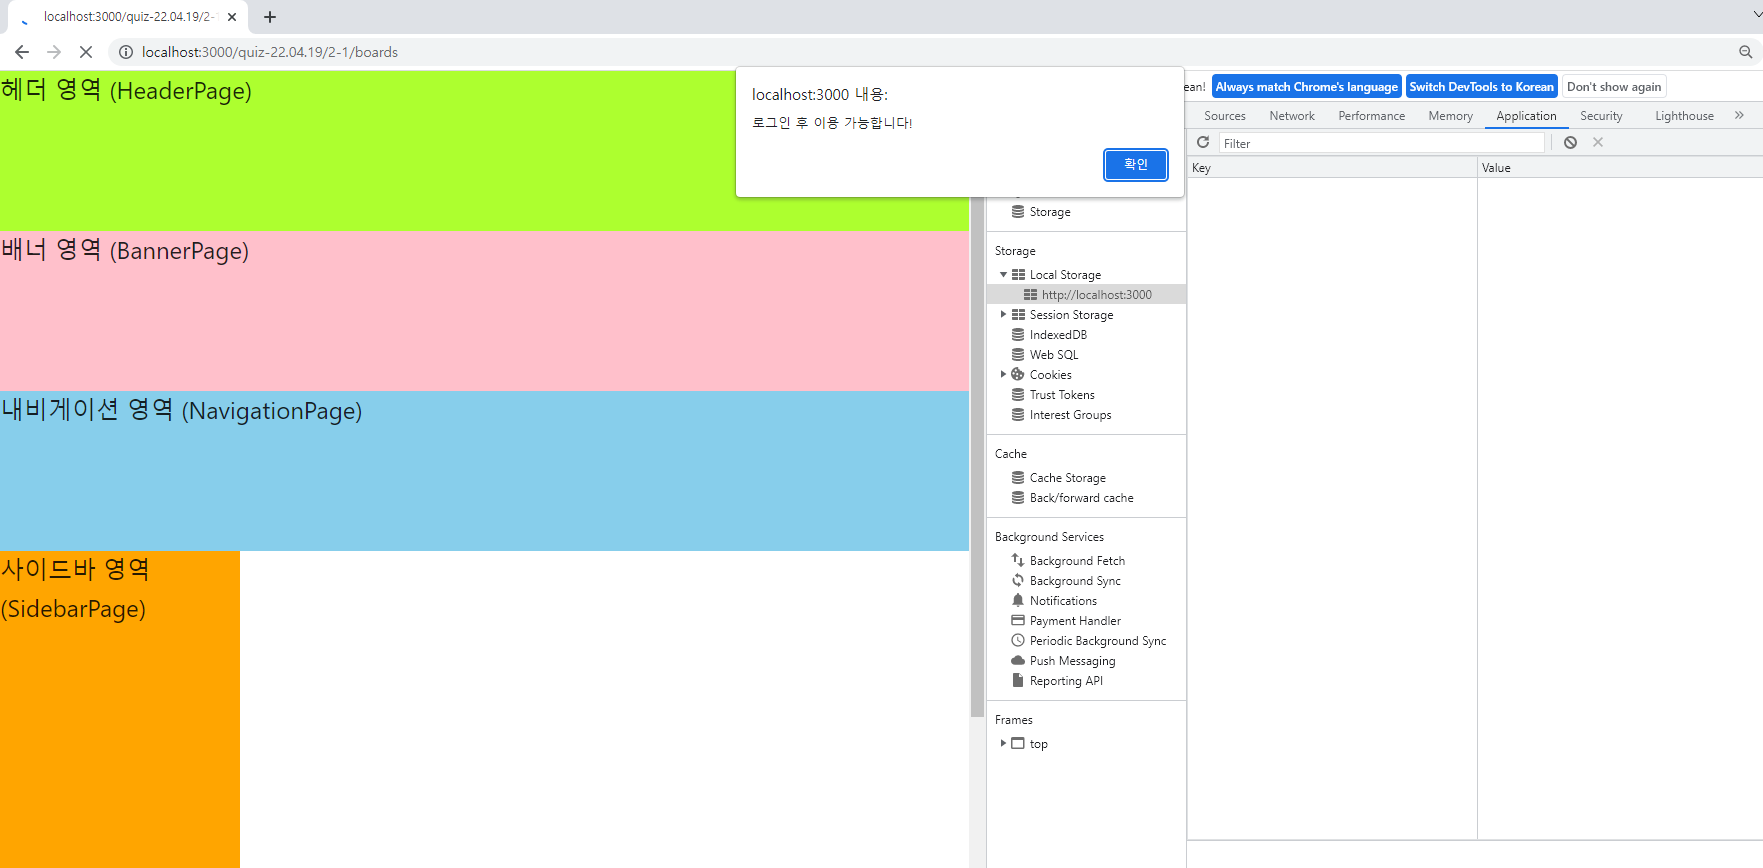 localhost:3000/quiz-22.04.19/2-1
localhost:3000/quiz-22.04.19/2-1/boards
헤더 영역 (HeaderPage)
배너 영역 (BannerPage)
내비게이션 영역 (NavigationPage)
사이드바 영역
(SidebarPage)
localhost:3000 내용:
로그인 후 이용 가능합니다!
확인
Always match Chrome's language
Switch DevTools to Korean
Don't show again
Sources
Network
Performance
Memory
Application
Security
Lighthouse
Filter
Key
Value
Storage
Storage
Local Storage
http://localhost:3000
Session Storage
IndexedDB
Web SQL
Cookies
Trust Tokens
Interest Groups
Cache
Cache Storage
Back/forward cache
Background Services
Background Fetch
Background Sync
Notifications
Payment Handler
Periodic Background Sync
Push Messaging
Reporting API
Frames
top